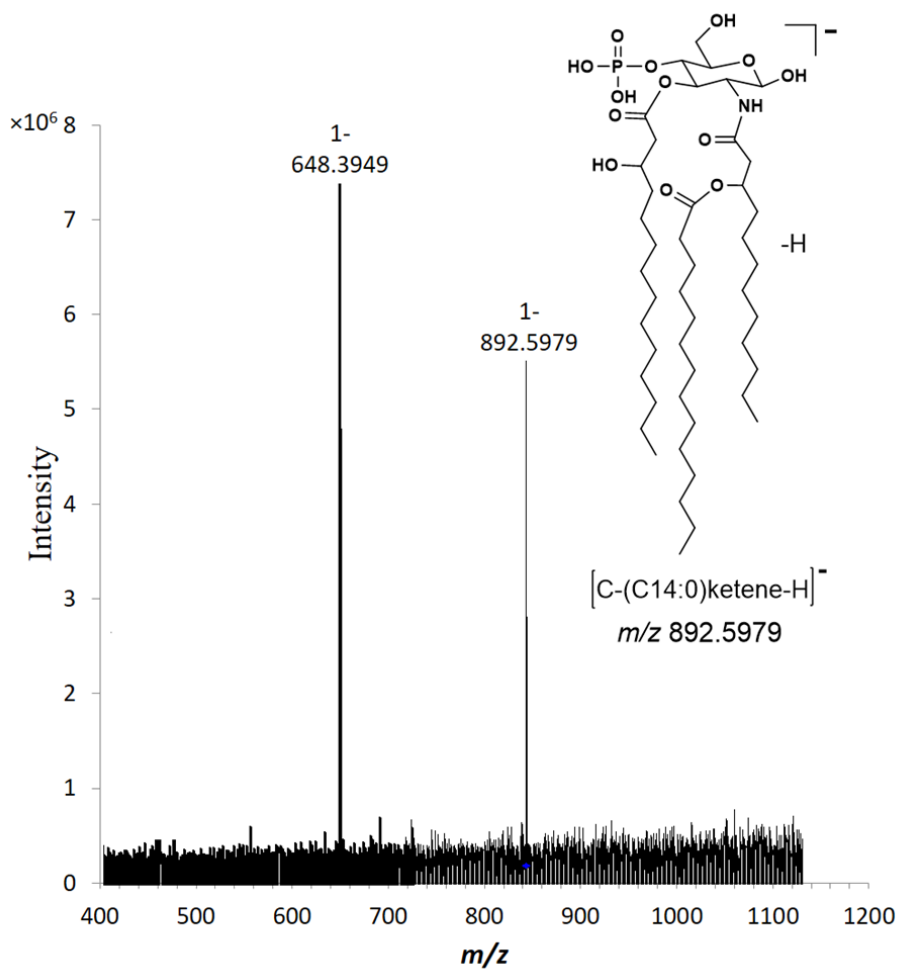 ×10⁶ 8
7
6
5
4
3
2
1
0
Intensity
1-
648.3949
1-
892.5979
400
500
600
700
800
900
1000
1100
1200
m/z
OH
O
HO
P
O
OH
O
OH
O
NH
O
O
HO
O
O
-H
-
[C-(C14:0)ketene-H]⁻
m/z 892.5979